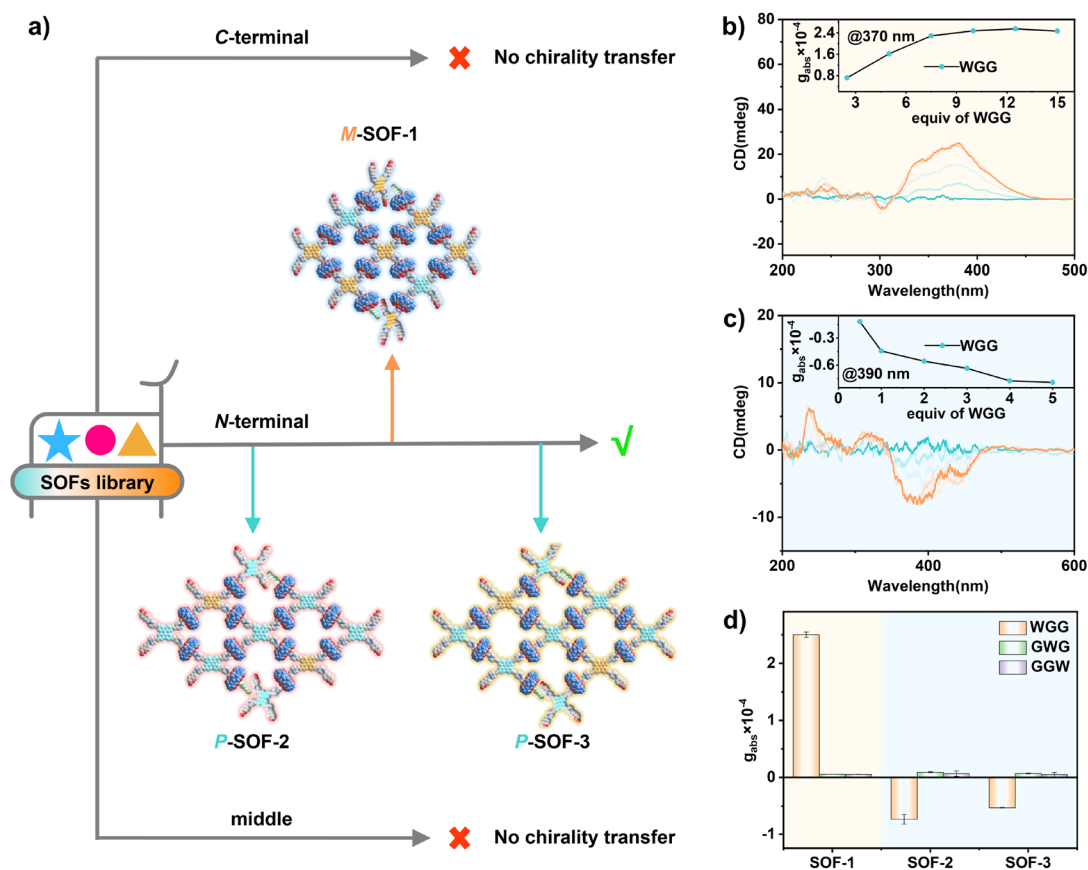 a)
C-terminal
No chirality transfer
M-SOF-1
N-terminal
SOFs library
P-SOF-2
P-SOF-3
middle
No chirality transfer
b)
80
60
40
20
0
-20
CD(mdeg)
200
300
400
500
Wavelength(nm)
2.4
1.6
0.8
gabs×10-4
@370 nm
WGG
3
6
9
12
15
equiv of WGG
c)
20
10
0
-10
CD(mdeg)
200
300
400
500
600
Wavelength(nm)
-0.3
-0.6
gabs×10-4
@390 nm
WGG
0
1
2
3
4
5
equiv of WGG
d)
2
1
0
-1
gabs×10-4
WGG
GWG
GGW
SOF-1
SOF-2
SOF-3